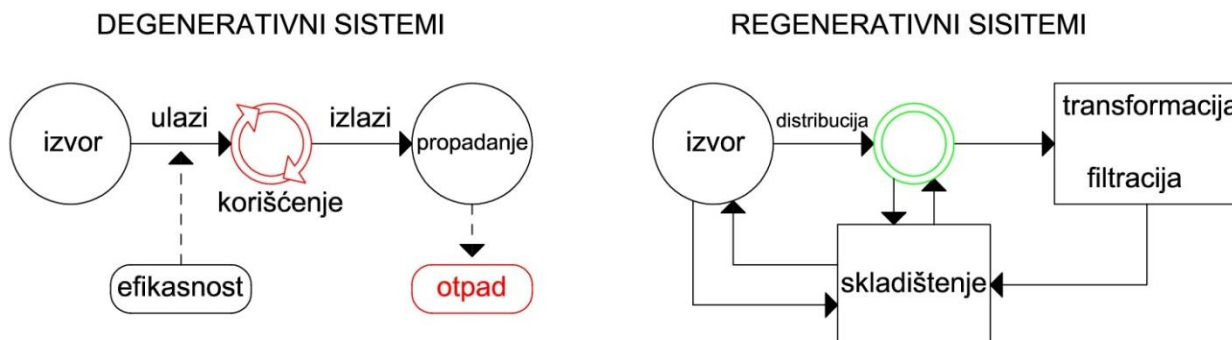 DEGENERATIVNI SISTEMI
izvor
ulazi
korišćenje
izlazi
propadanje
efikasnost
otpad
REGENERATIVNI SISITEMI
izvor
distribucija
transformacija
filtracija
skladištenje